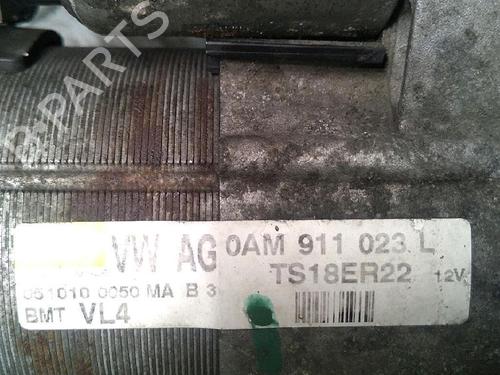 B-PARTS
VW AG 0AM 911 023 L
TS18ER22 12V
051010 0050 MA B 3
BMT VL4